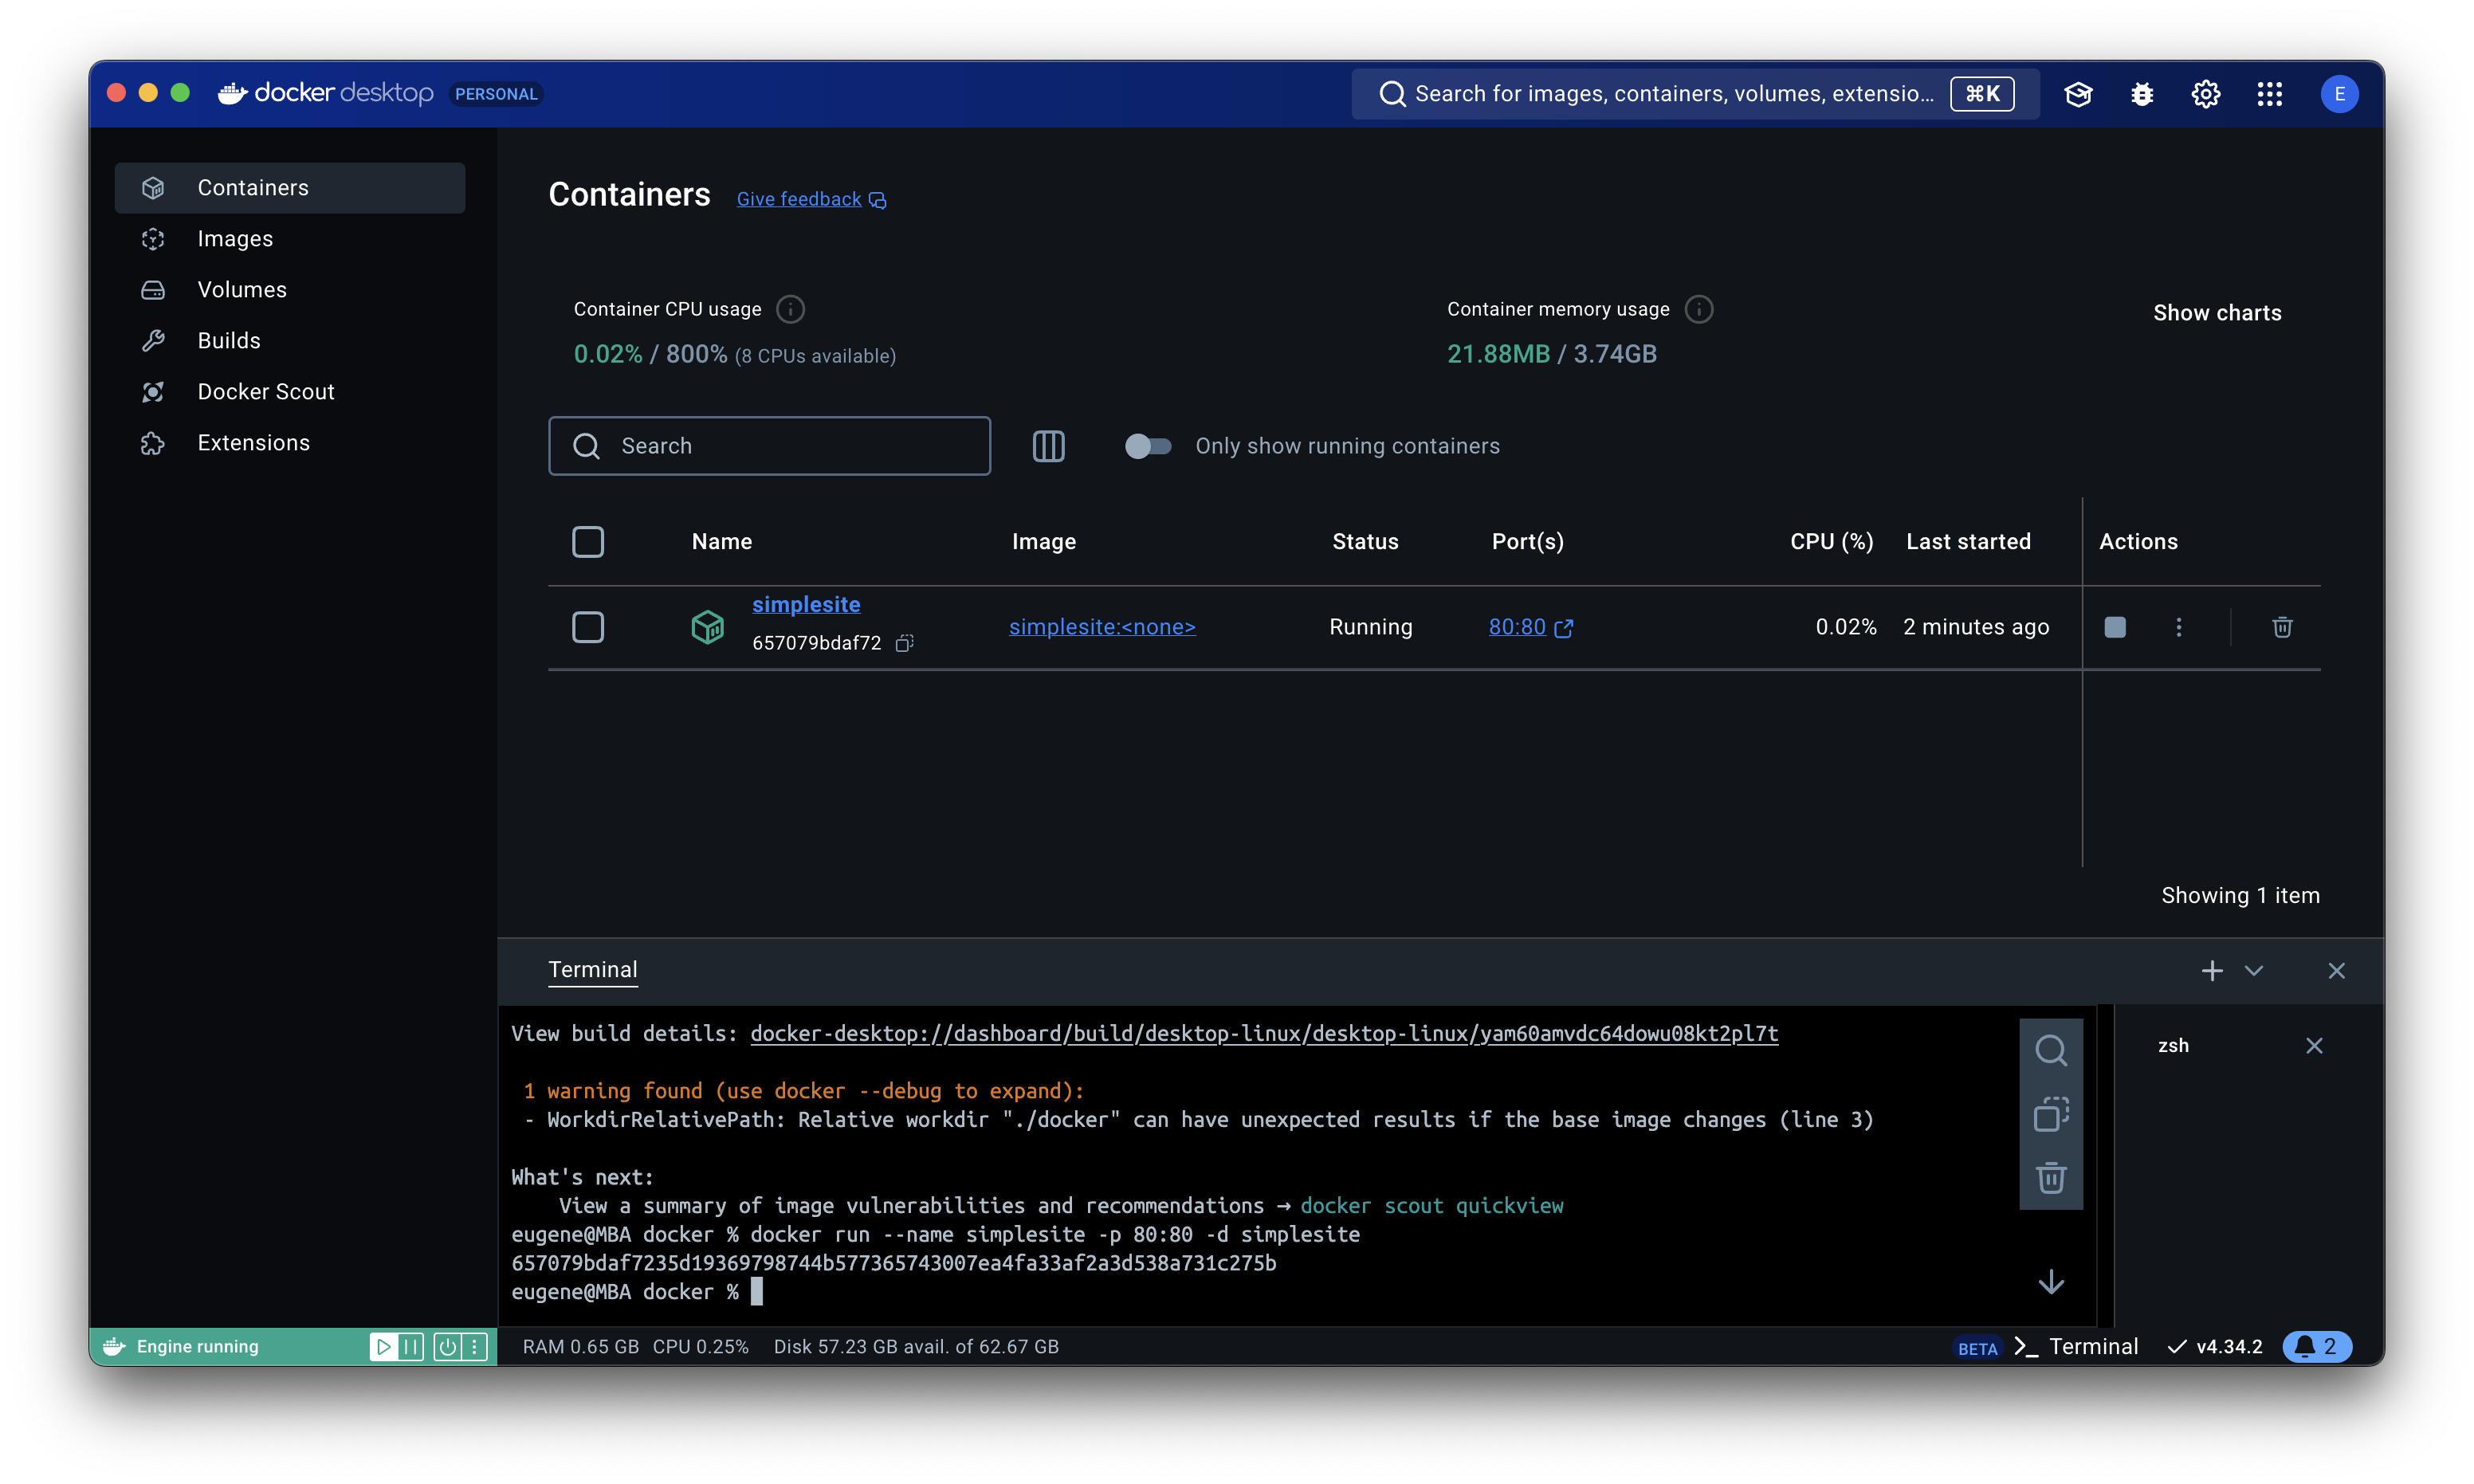 docker desktop PERSONAL
Search for images, containers, volumes, extensio... ⌘K
E
Containers
Images
Volumes
Builds
Docker Scout
Extensions
Containers Give feedback
Container CPU usage
0.02% / 800% (8 CPUs available)
Container memory usage
21.88MB / 3.74GB
Show charts
Search
Only show running containers
Name Image Status Port(s) CPU (%) Last started Actions
simplesite
657079bdaf72
simplesite:<none> Running 80:80 0.02% 2 minutes ago
Showing 1 item
Terminal
View build details: docker-desktop://dashboard/build/desktop-linux/desktop-linux/yam60amvdc64dowu08kt2pl7t
1 warning found (use docker --debug to expand):
- WorkdirRelativePath: Relative workdir "./docker" can have unexpected results if the base image changes (line 3)
What's next:
View a summary of image vulnerabilities and recommendations → docker scout quickview
eugene@MBA docker % docker run --name simplesite -p 80:80 -d simplesite
657079bdaf7235d19369798744b577365743007ea4fa33af2a3d538a731c275b
eugene@MBA docker %
zsh
Engine running
RAM 0.65 GB CPU 0.25% Disk 57.23 GB avail. of 62.67 GB
BETA >_ Terminal v4.34.2 2